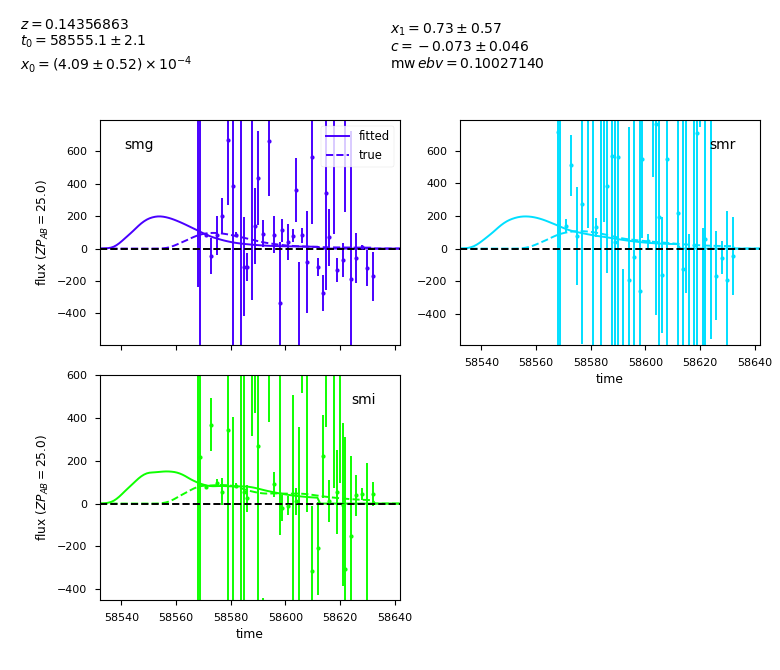 z = 0.14356863
t₀ = 58555.1 ± 2.1
x₀ = (4.09 ± 0.52) × 10⁻⁴
x₁ = 0.73 ± 0.57
c = −0.073 ± 0.046
mw ebv = 0.10027140
smg
fitted
true
600
400
200
0
−200
−400
flux (ZP_AB = 25.0)
smr
600
400
200
0
−200
−400
58540 58560 58580 58600 58620 58640
time
smi
600
400
200
0
−200
−400
flux (ZP_AB = 25.0)
58540 58560 58580 58600 58620 58640
time